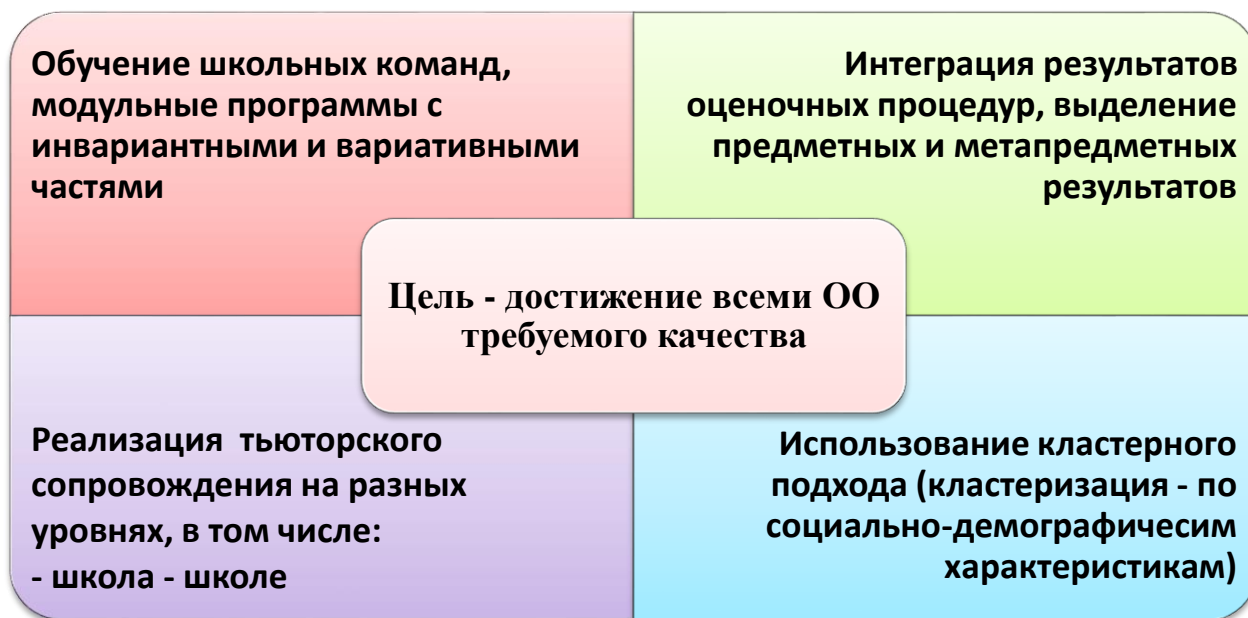 Обучение школьных команд,
модульные программы с
инвариантными и вариативными
частями
Интеграция результатов
оценочных процедур, выделение
предметных и метапредметных
результатов
Цель - достижение всеми ОО
требуемого качества
Реализация тьюторского
сопровождения на разных
уровнях, в том числе:
- школа - школе
Использование кластерного
подхода (кластеризация - по
социально-демографичесим
характеристикам)